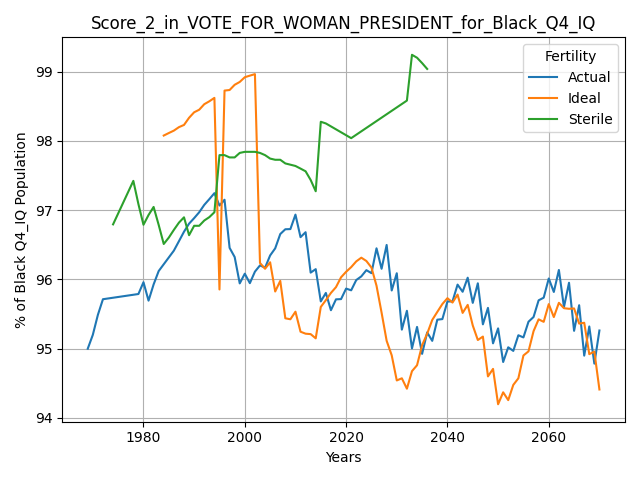 Score_2_in_VOTE_FOR_WOMAN_PRESIDENT_for_Black_Q4_IQ
% of Black Q4_IQ Population
99
98
97
96
95
94
Fertility
Actual
Ideal
Sterile
1980
2000
2020
2040
2060
Years